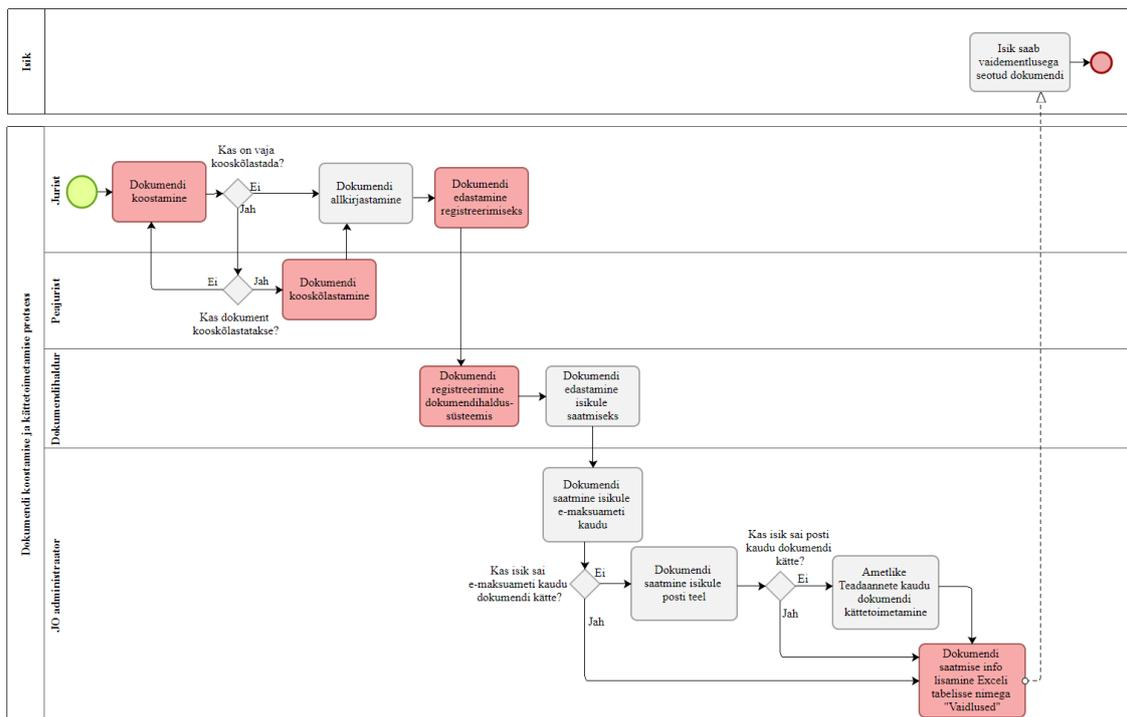 Isik
Isik saab
vaidementlusega
seotud dokumendi
Dokumendi koostamise ja kättetoimetamise protsess
Jurist
Dokumendi
koostamine
Kas on vaja
kooskõlastada?
Ei
Jah
Dokumendi
allkirjastamine
Dokumendi
edastamine
registreerimiseks
Peajurist
Ei
Jah
Kas dokument
kooskõlastatakse?
Dokumendi
kooskõlastamine
Dokumendihaldur
Dokumendi
registreerimine
dokumendihaldus-
süsteemis
Dokumendi
edastamine
isikule
saatmiseks
JO administraator
Dokumendi
saatmine isikule
e-maksuameti
kaudu
Kas isik sai
e-maksuameti kaudu
dokumendi kätte?
Ei
Jah
Dokumendi
saatmine isikule
posti teel
Kas isik sai posti
kaudu dokumendi
kätte?
Ei
Jah
Ametlike
Teadaannete kaudu
dokumendi
kättetoimetamine
Dokumendi
saatmise info
lisamine Exceli
tabelisse nimega
"Vaidlused"